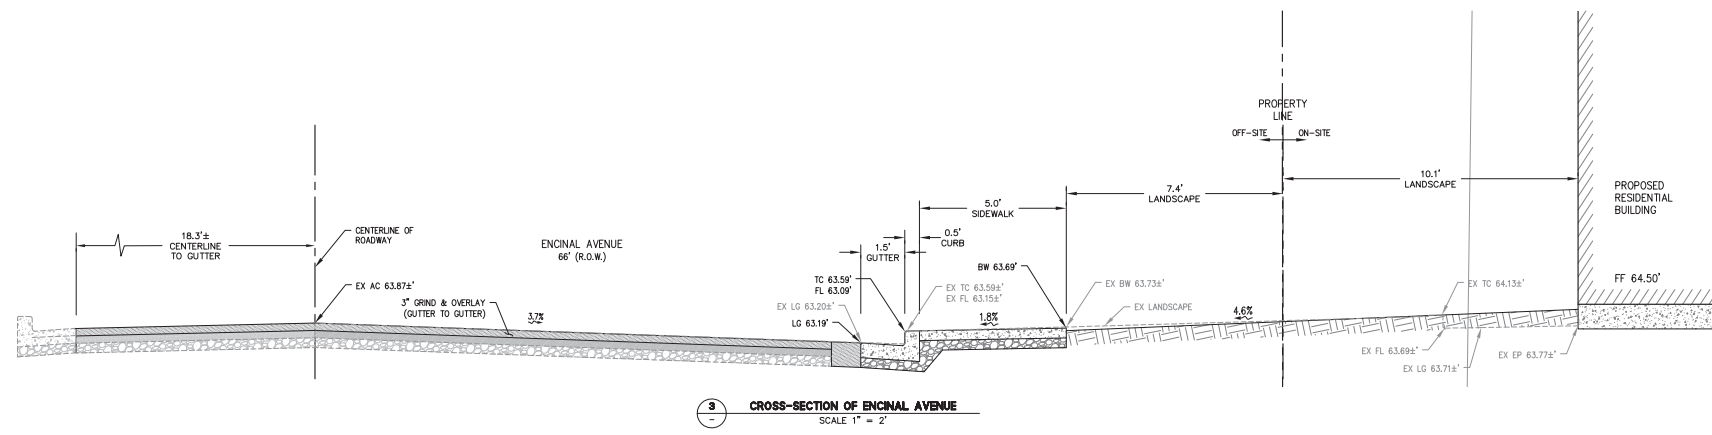 PROPERTY
LINE
OFF-SITE
ON-SITE
10.1'
LANDSCAPE
7.4'
LANDSCAPE
PROPOSED
RESIDENTIAL
BUILDING
5.0'
SIDEWALK
18.3'±
CENTERLINE
TO GUTTER
CENTERLINE OF
ROADWAY
ENCINAL AVENUE
66' (R.O.W.)
0.5'
CURB
1.5'
GUTTER
BW 63.69'
TC 63.59'
FL 63.09'
EX TC 63.59±'
EX FL 63.15±'
EX BW 63.73±'
EX TC 64.13±'
FF 64.50'
EX AC 63.87±'
3" GRIND & OVERLAY
(GUTTER TO GUTTER)
EX LG 63.20±'
EX LANDSCAPE
3.7%
LG 63.19'
1.8%
4.6%
EX FL 63.69±'
EX EP 63.77±'
EX LG 63.71±'
3
–
CROSS-SECTION OF ENCINAL AVENUE
SCALE 1" = 2'